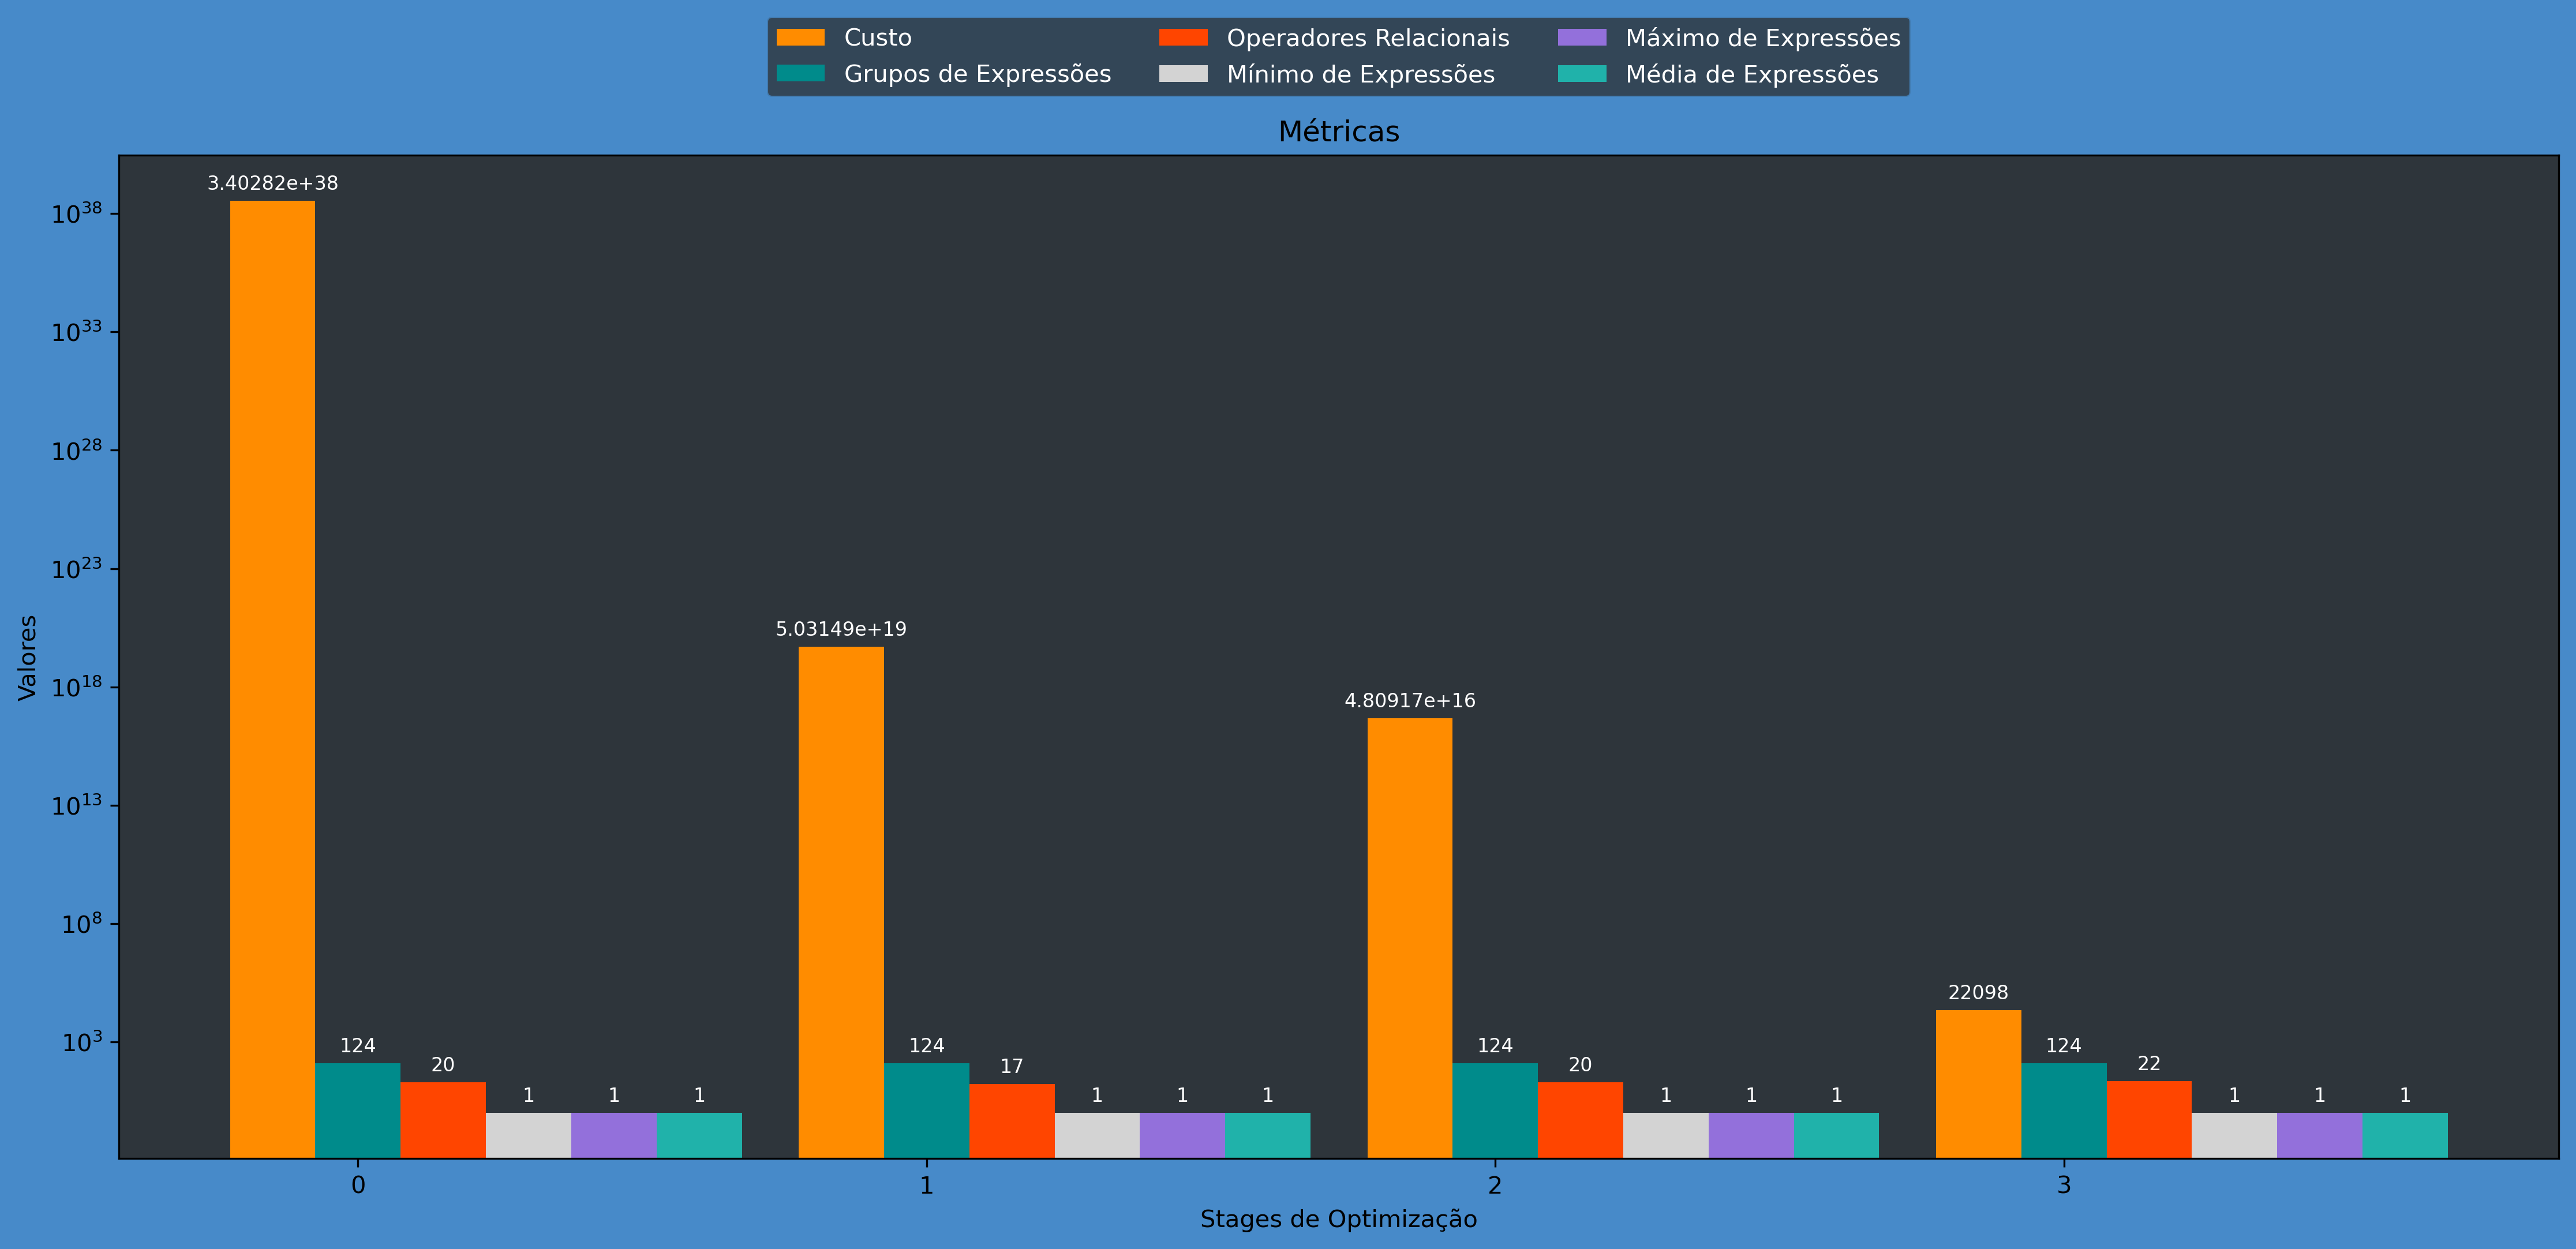 Custo
Grupos de Expressões
Operadores Relacionais
Mínimo de Expressões
Máximo de Expressões
Média de Expressões
Métricas
Valores
10^38
10^33
10^28
10^23
10^18
10^13
10^8
10^3
3.40282e+38
124
20
1
1
1
5.03149e+19
124
17
1
1
1
4.80917e+16
124
20
1
1
1
22098
124
22
1
1
1
0
1
2
3
Stages de Optimização